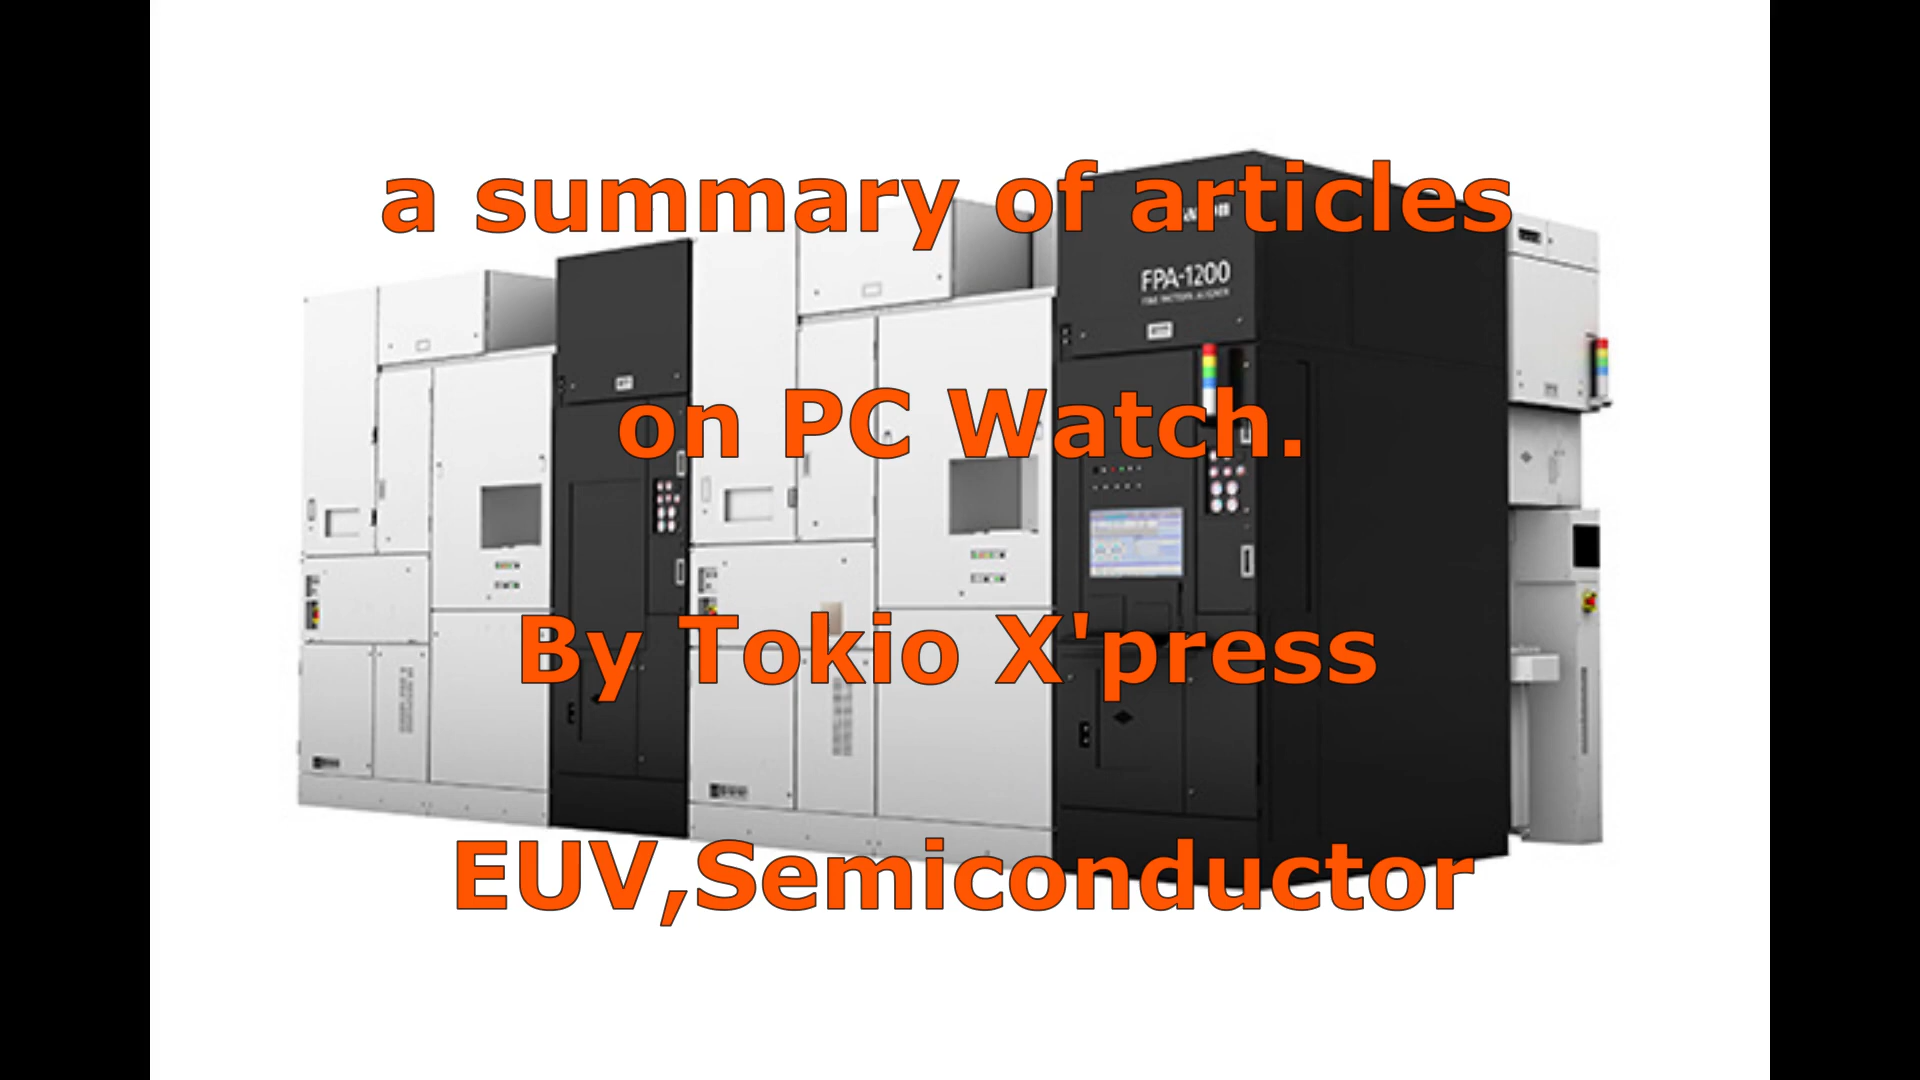 a summary of articles
FPA-1200
on PC Watch.
By Tokio X'press
EUV,Semiconductor